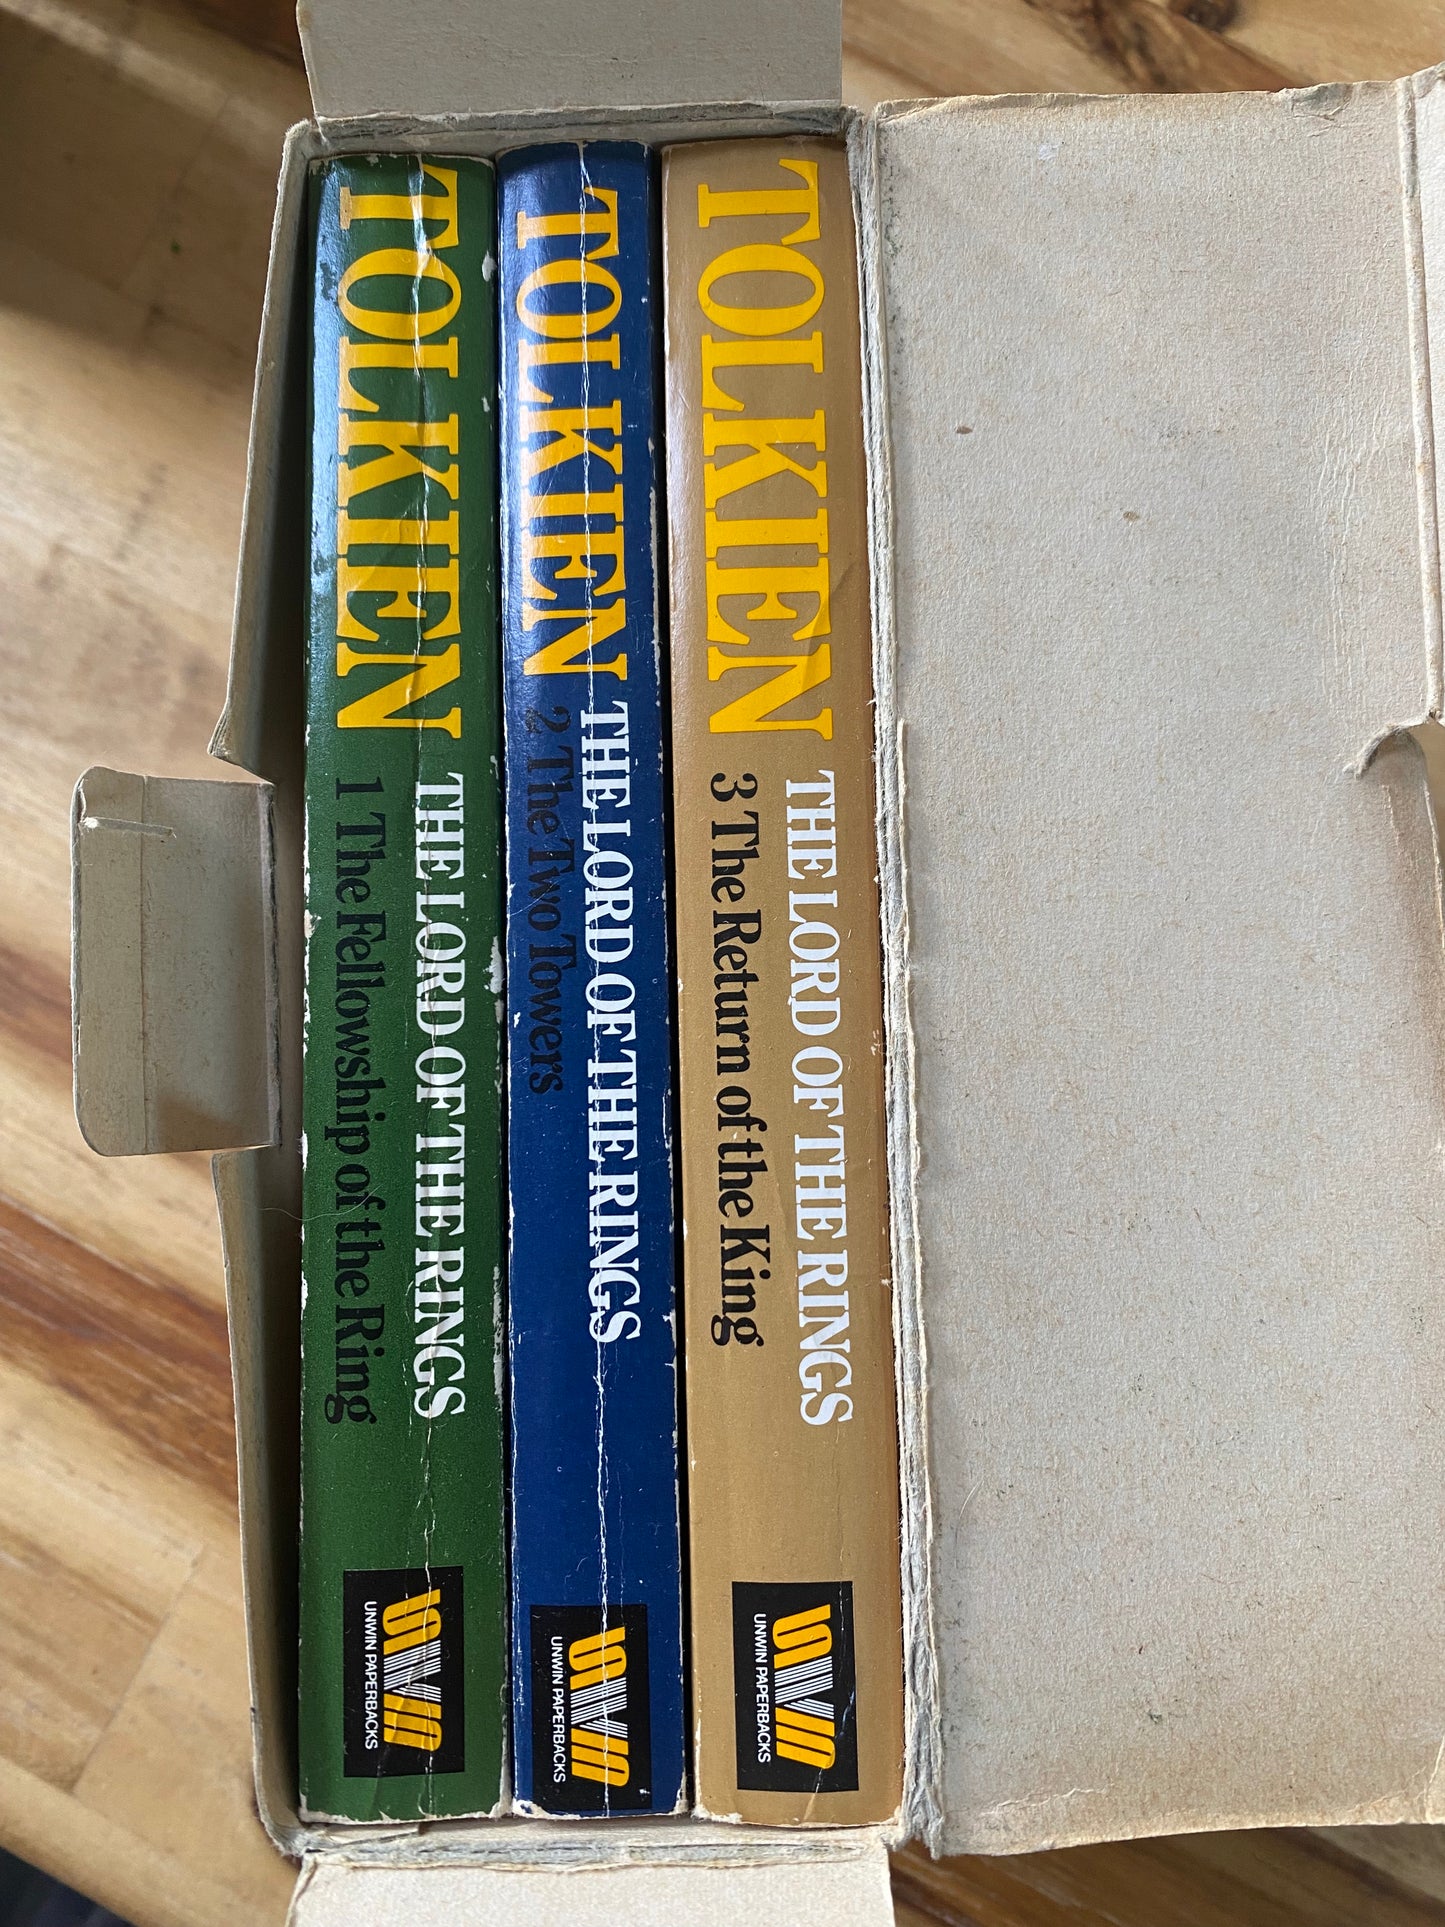 TOLKIEN
THE LORD OF THE RINGS
1 The Fellowship of the Ring
UNWIN PAPERBACKS
TOLKIEN
THE LORD OF THE RINGS
2 The Two Towers
UNWIN PAPERBACKS
TOLKIEN
THE LORD OF THE RINGS
3 The Return of the King
UNWIN PAPERBACKS